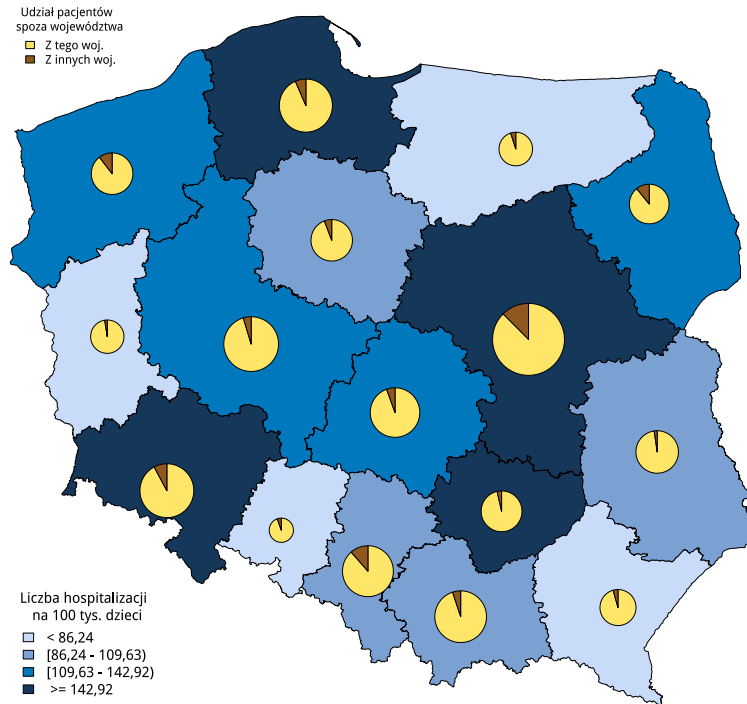 Udział pacjentów
spoza województwa
Z tego woj.
Z innych woj.
Liczba hospitalizacji
na 100 tys. dzieci
< 86,24
[86,24 - 109,63)
[109,63 - 142,92)
>= 142,92